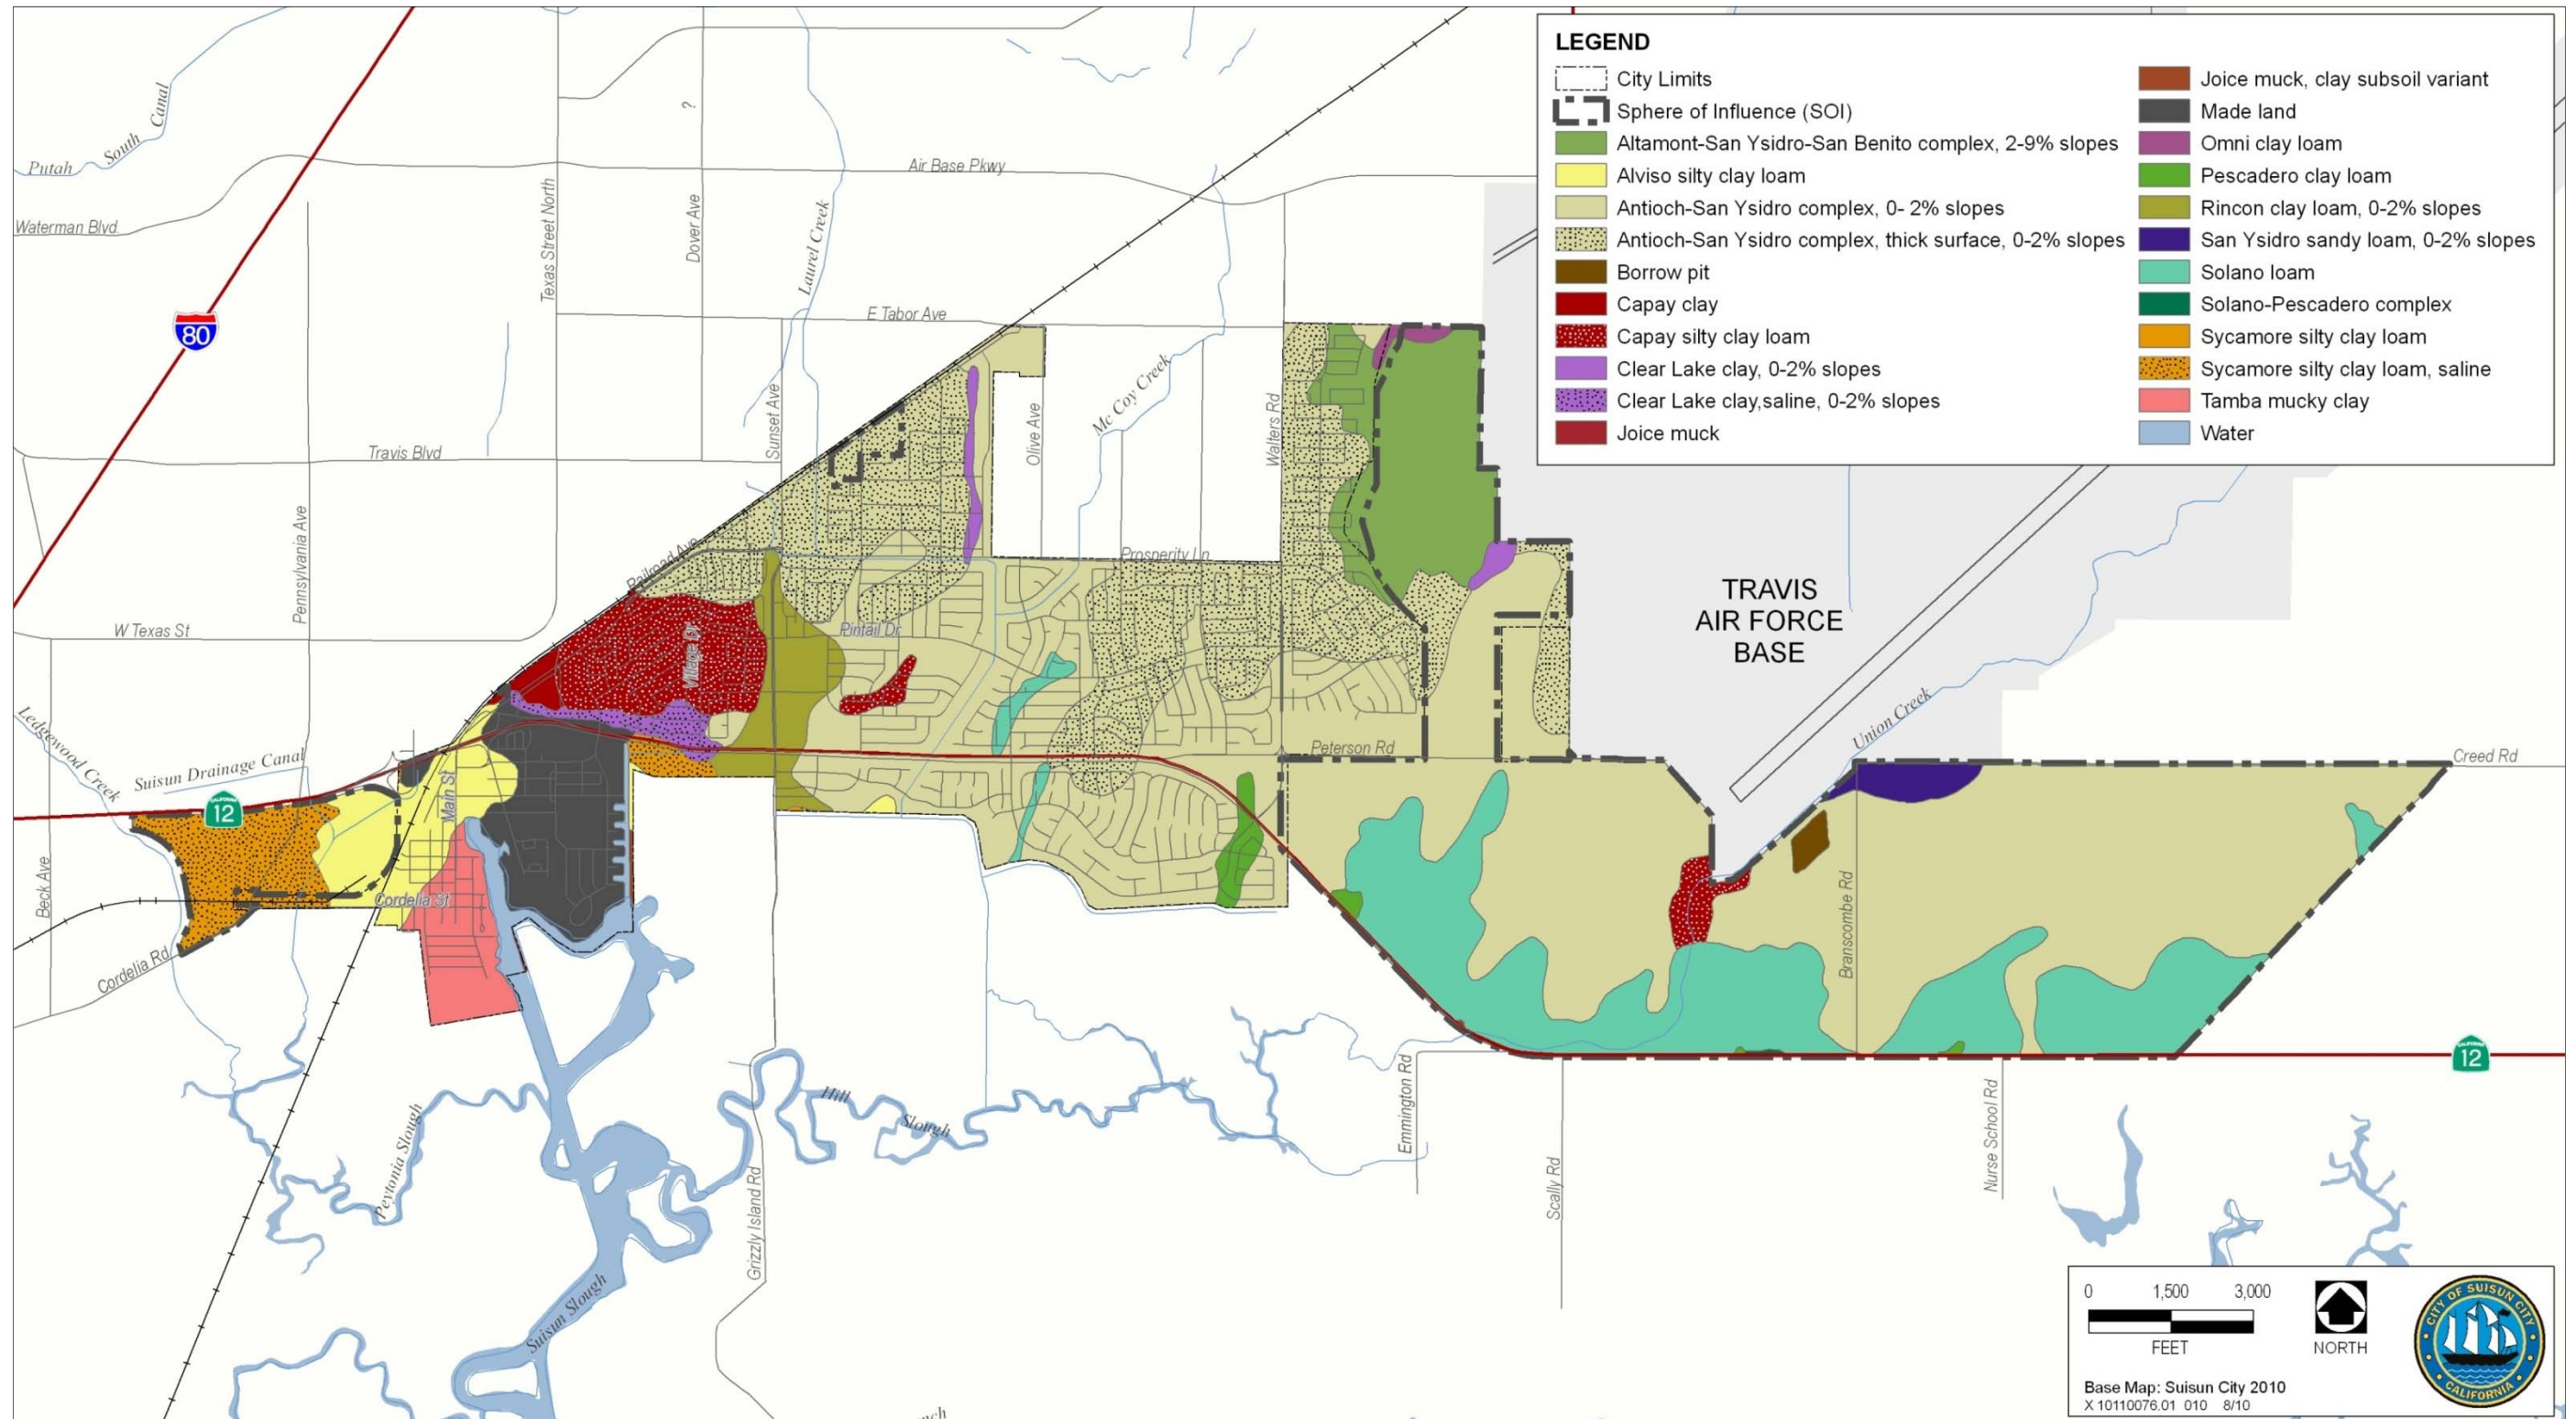 LEGEND
City Limits
Sphere of Influence (SOI)
Altamont-San Ysidro-San Benito complex, 2-9% slopes
Alviso silty clay loam
Antioch-San Ysidro complex, 0- 2% slopes
Antioch-San Ysidro complex, thick surface, 0-2% slopes
Borrow pit
Capay clay
Capay silty clay loam
Clear Lake clay, 0-2% slopes
Clear Lake clay,saline, 0-2% slopes
Joice muck
Joice muck, clay subsoil variant
Made land
Omni clay loam
Pescadero clay loam
Rincon clay loam, 0-2% slopes
San Ysidro sandy loam, 0-2% slopes
Solano loam
Solano-Pescadero complex
Sycamore silty clay loam
Sycamore silty clay loam, saline
Tamba mucky clay
Water
Putah South Canal
?
Air Base Pkwy
Waterman Blvd.
Texas Street North
Dover Ave
Laurel Creek
80
E Tabor Ave
Mc Coy Creek
Sunset Ave
Olive Ave
Walters Rd
Travis Blvd
Pennsylvania Ave
Railroad Ave
Prosperity Ln
W Texas St
Pintail Dr
Village Dr
TRAVIS
AIR FORCE
BASE
Union Creek
Ledgewood Creek
Suisun Drainage Canal
Peterson Rd
Creed Rd
CALIFORNIA
12
Main St
Beck Ave
Cordelia St
Cordelia Rd
Branscombe Rd
CALIFORNIA
12
Emmington Rd
Hill Slough
Peytonia Slough
Grizzly Island Rd
Scally Rd
Nurse School Rd
Suisun Slough
0 1,500 3,000
FEET
NORTH
CITY OF SUISUN CITY
CALIFORNIA
Base Map: Suisun City 2010
X 10110076.01 010 8/10